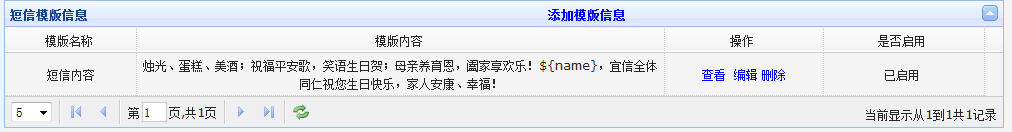 短信模版信息 添加模版信息
模版名称 模版内容 操作 是否启用
短信内容 烛光、蛋糕、美酒；祝福平安歌，笑语生日贺；母亲养育恩，阖家享欢乐！${name}，宜信全体
同仁祝您生日快乐，家人安康、幸福！ 查看 编辑 删除 已启用
5 第 1 页,共1页 当前显示从1到1共1记录